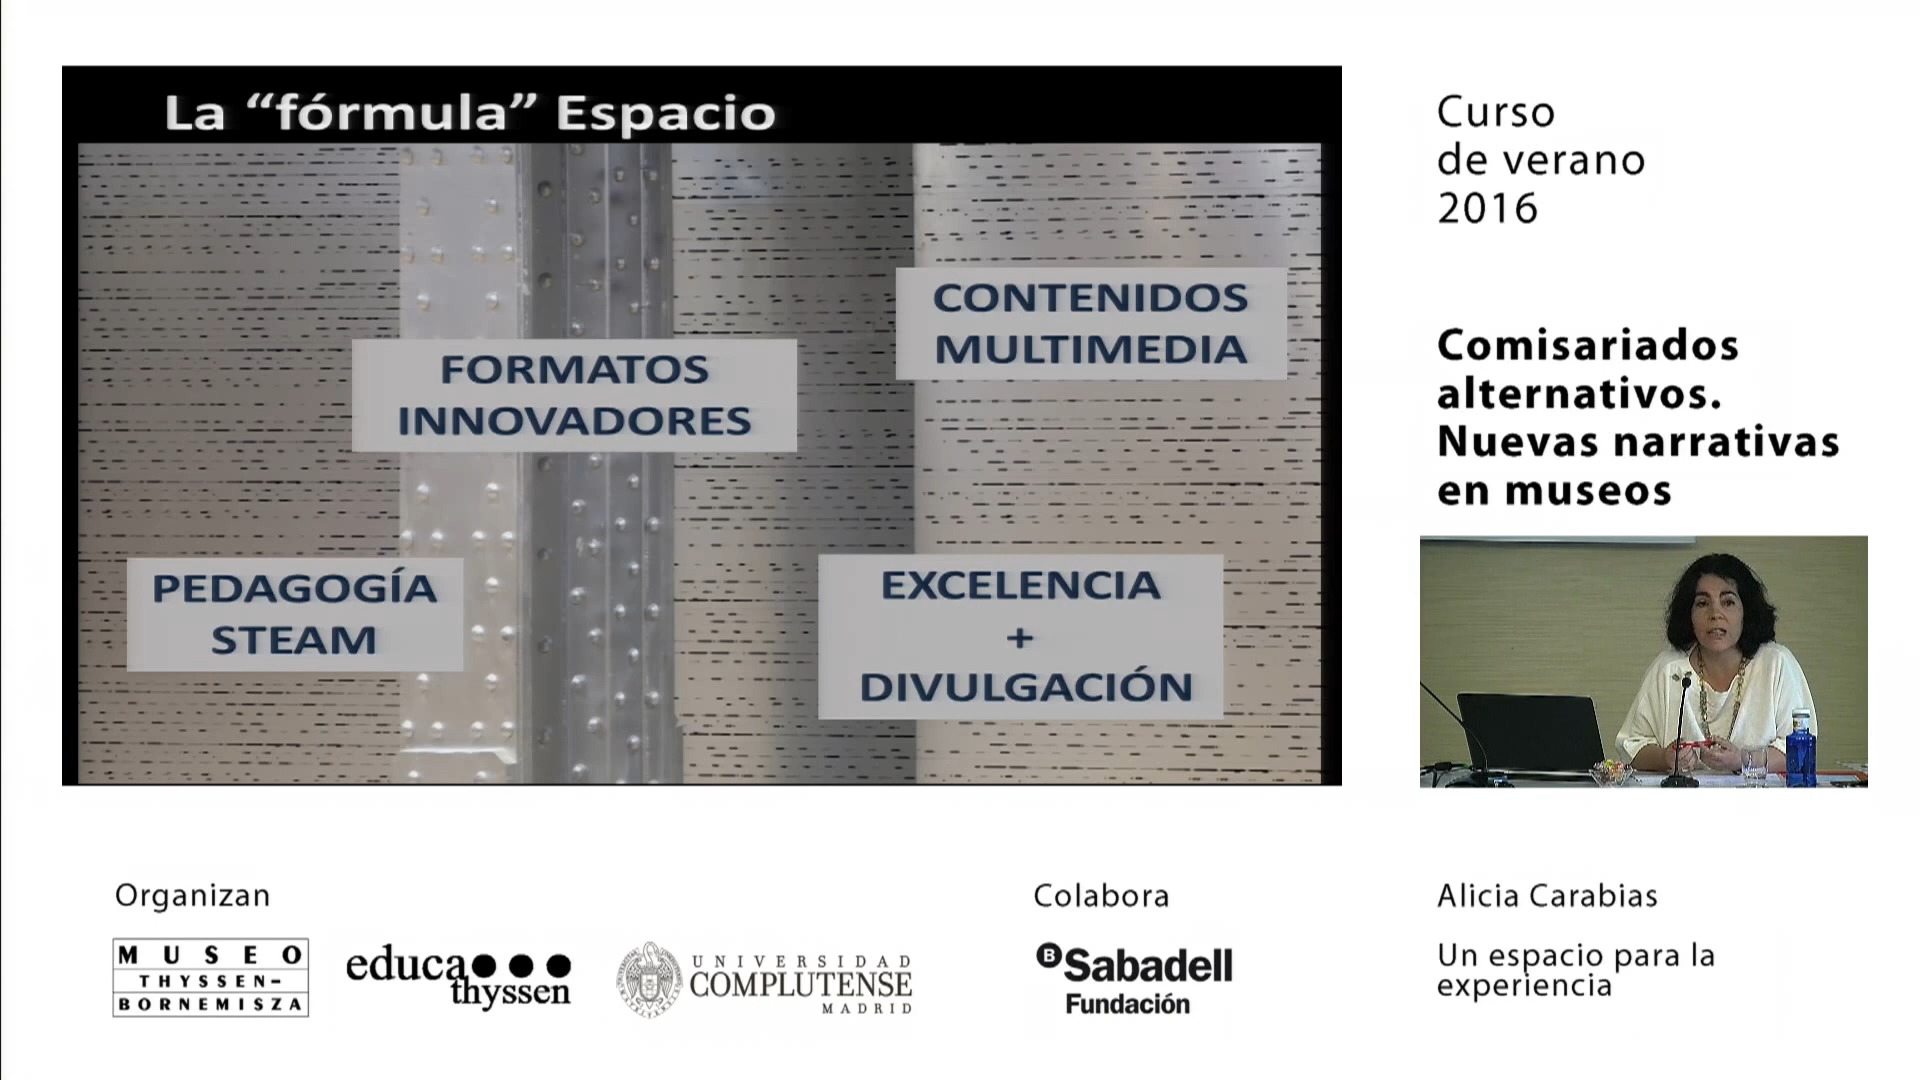 La “fórmula” Espacio
CONTENIDOS
MULTIMEDIA
FORMATOS
INNOVADORES
PEDAGOGÍA
STEAM
EXCELENCIA
+
DIVULGACIÓN
Curso
de verano
2016
Comisariados
alternativos.
Nuevas narrativas
en museos
Organizan
MUSEO
THYSSEN-
BORNEMISZA
educa
thyssen
UNIVERSIDAD
COMPLUTENSE
MADRID
Colabora
B Sabadell
Fundación
Alicia Carabias
Un espacio para la
experiencia